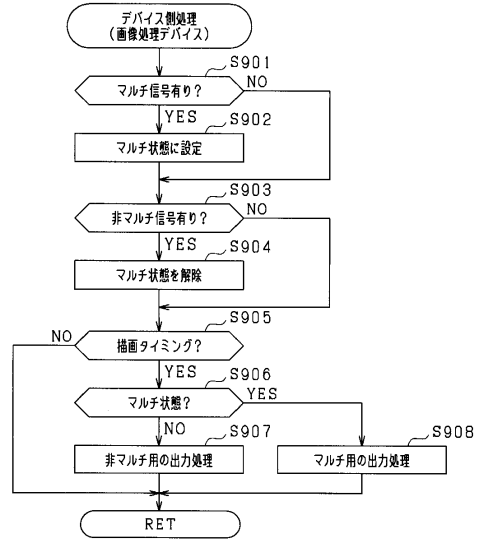 デバイス側処理
(画像処理デバイス)
S901
マルチ信号有り?
NO
YES
S902
マルチ状態に設定
S903
非マルチ信号有り?
NO
YES
S904
マルチ状態を解除
S905
NO
描画タイミング?
YES
S906
マルチ状態?
YES
NO
S907
非マルチ用の出力処理
S908
マルチ用の出力処理
RET